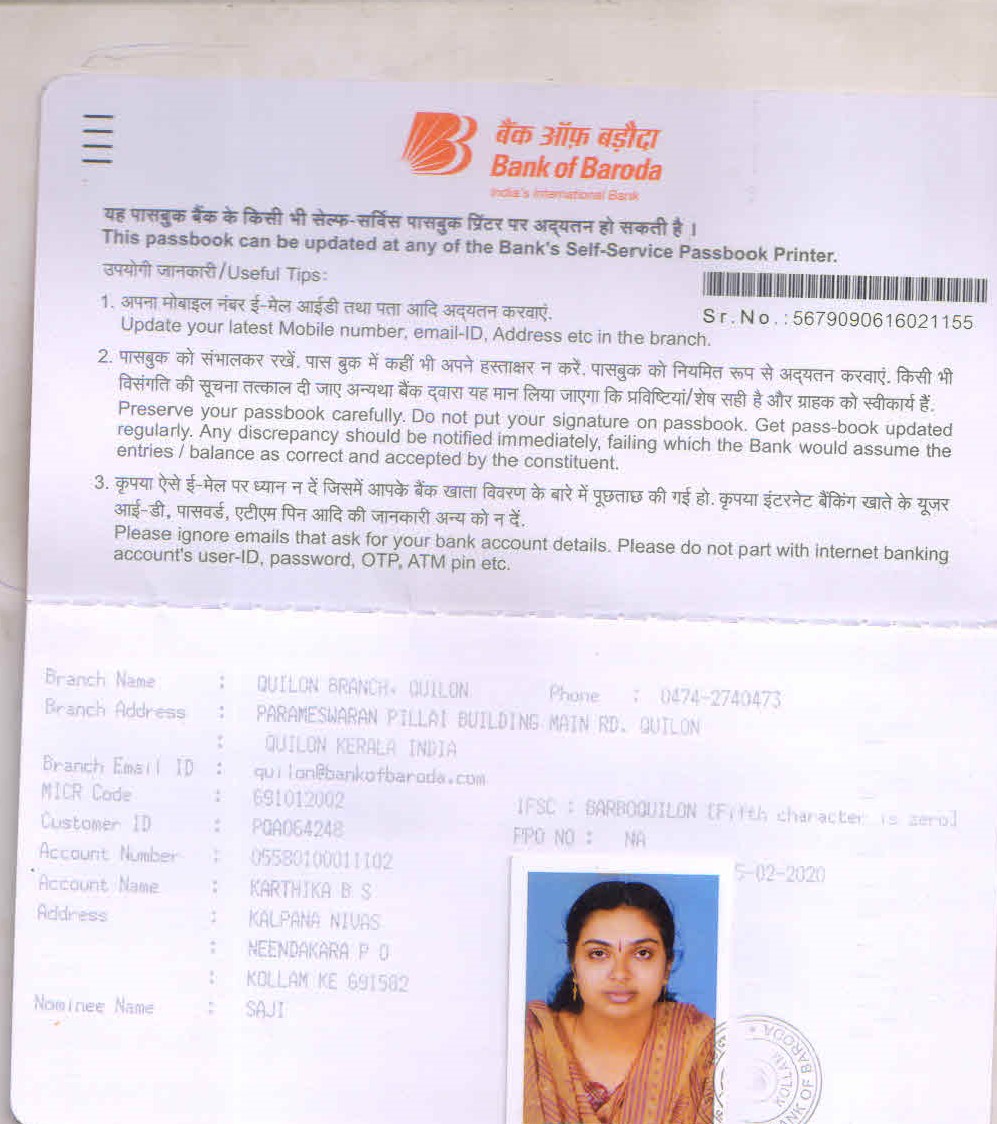 बैंक ऑफ़ बड़ौदा
Bank of Baroda
India's International Bank
यह पासबुक बैंक के किसी भी सेल्फ-सर्विस पासबुक प्रिंटर पर अद्यतन हो सकती है ।
This passbook can be updated at any of the Bank's Self-Service Passbook Printer.
उपयोगी जानकारी/Useful Tips:
Sr.No.:56790906160211​55
1. अपना मोबाइल नंबर ई-मेल आईडी तथा पता आदि अद्यतन करवाएं.
Update your latest Mobile number, email-ID, Address etc in the branch.
2. पासबुक को संभालकर रखें. पास बुक में कहीं भी अपने हस्ताक्षर न करें. पासबुक को नियमित रूप से अद्यतन करवाएं. किसी भी
विसंगति की सूचना तत्काल दी जाए अन्यथा बैंक द्वारा यह मान लिया जाएगा कि प्रविष्टियां/शेष सही है और ग्राहक को स्वीकार्य हैं.
Preserve your passbook carefully. Do not put your signature on passbook. Get pass-book updated
regularly. Any discrepancy should be notified immediately, failing which the Bank would assume the
entries / balance as correct and accepted by the constituent.
3. कृपया ऐसे ई-मेल पर ध्यान न दें जिसमें आपके बैंक खाता विवरण के बारे में पूछताछ की गई हो. कृपया इंटरनेट बैंकिंग खाते के यूजर
आई-डी, पासवर्ड, एटीएम पिन आदि की जानकारी अन्य को न दें.
Please ignore emails that ask for your bank account details. Please do not part with internet banking
account's user-ID, password, OTP, ATM pin etc.
Branch Name : QUILON BRANCH, QUILON Phone : 0474-2740473
Branch Address : PARAMESWARAN PILLAI BUILDING MAIN RD. QUILON
: QUILON KERALA INDIA
Branch Email ID : quilon@bankofbaroda.com
MICR Code : 691012002 IFSC : BARB0QUILON [Fifth character is zero]
Customer ID : PQA064248 PPO NO : NA
Account Number : 05580100011102 5-02-2020
Account Name : KARTHIKA B S
Address : KALPANA NIVAS
: NEENDAKARA P O
: KOLLAM KE 691582
Nominee Name : SAJI
BANK OF BARODA
KOLLAM